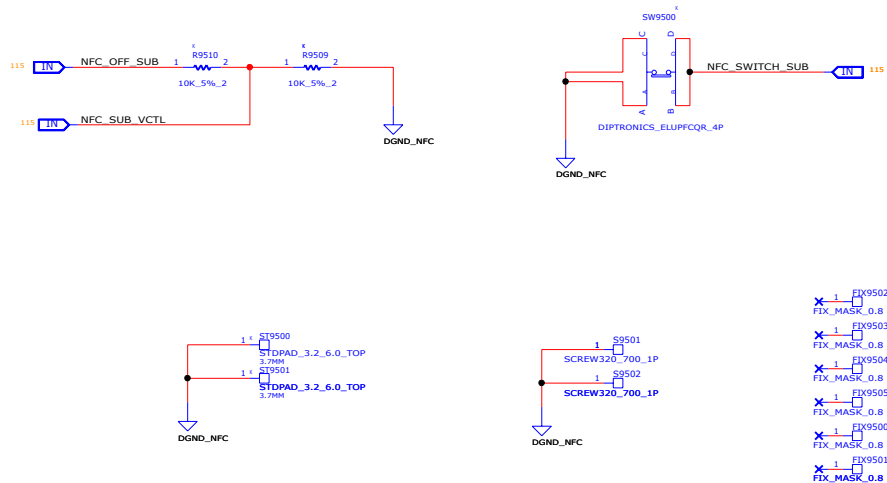 K
SW9500
K
R9510
K
R9509
C
D
115
IN
NFC_OFF_SUB
1
2
1
2
C
D
NFC_SWITCH_SUB
IN
115
10K_5%_2
10K_5%_2
A
B
A
B
115
IN
NFC_SUB_VCTL
DIPTRONICS_ELUPFCQR_4P
DGND_NFC
DGND_NFC
FIX9502
1
FIX_MASK_0.8
FIX9503
1
FIX_MASK_0.8
FIX9504
1
FIX_MASK_0.8
FIX9505
1
FIX_MASK_0.8
FIX9500
1
FIX_MASK_0.8
FIX9501
1
FIX_MASK_0.8
ST9500
1
K
STDPAD_3.2_6.0_TOP
3.7MM
ST9501
1
K
STDPAD_3.2_6.0_TOP
3.7MM
DGND_NFC
S9501
1
SCREW320_700_1P
S9502
1
SCREW320_700_1P
DGND_NFC